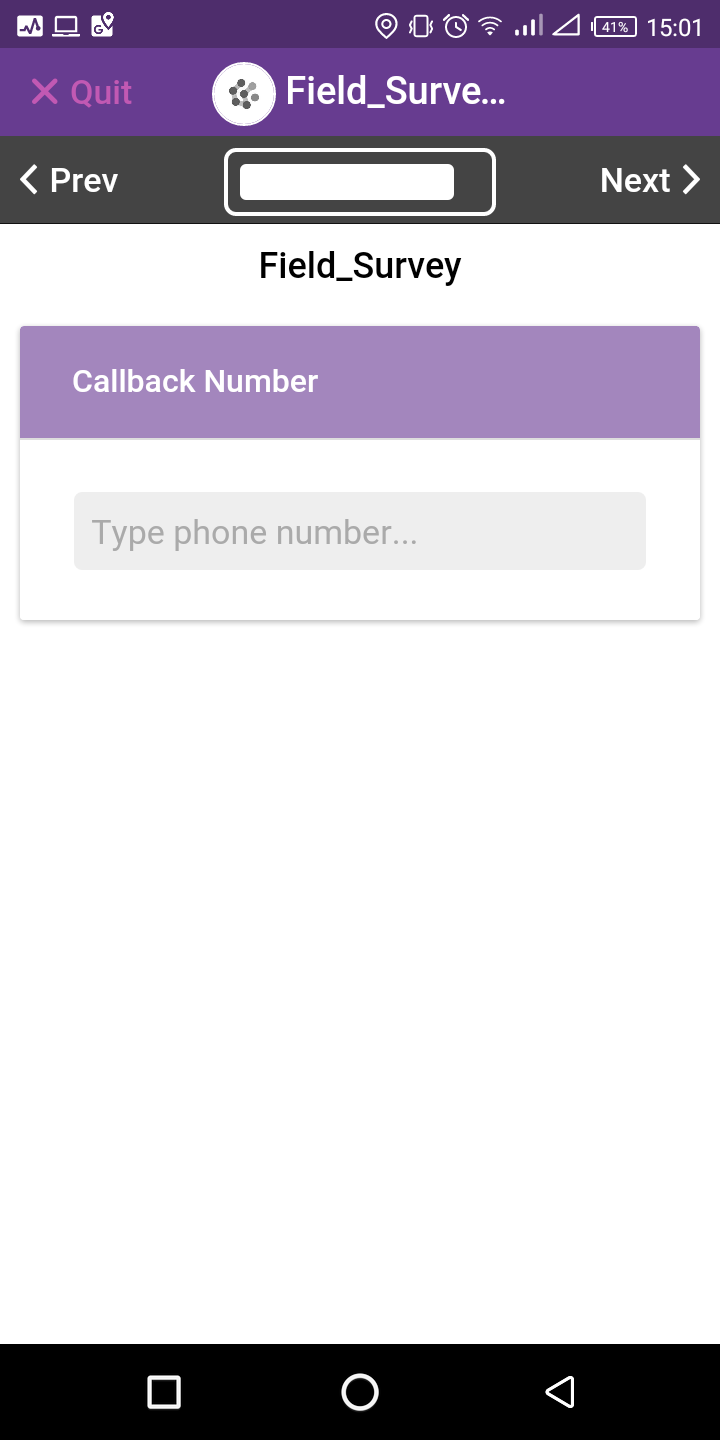 41% 15:01
Quit Field_Surve...
Prev Next
Field_Survey
Callback Number
Type phone number...